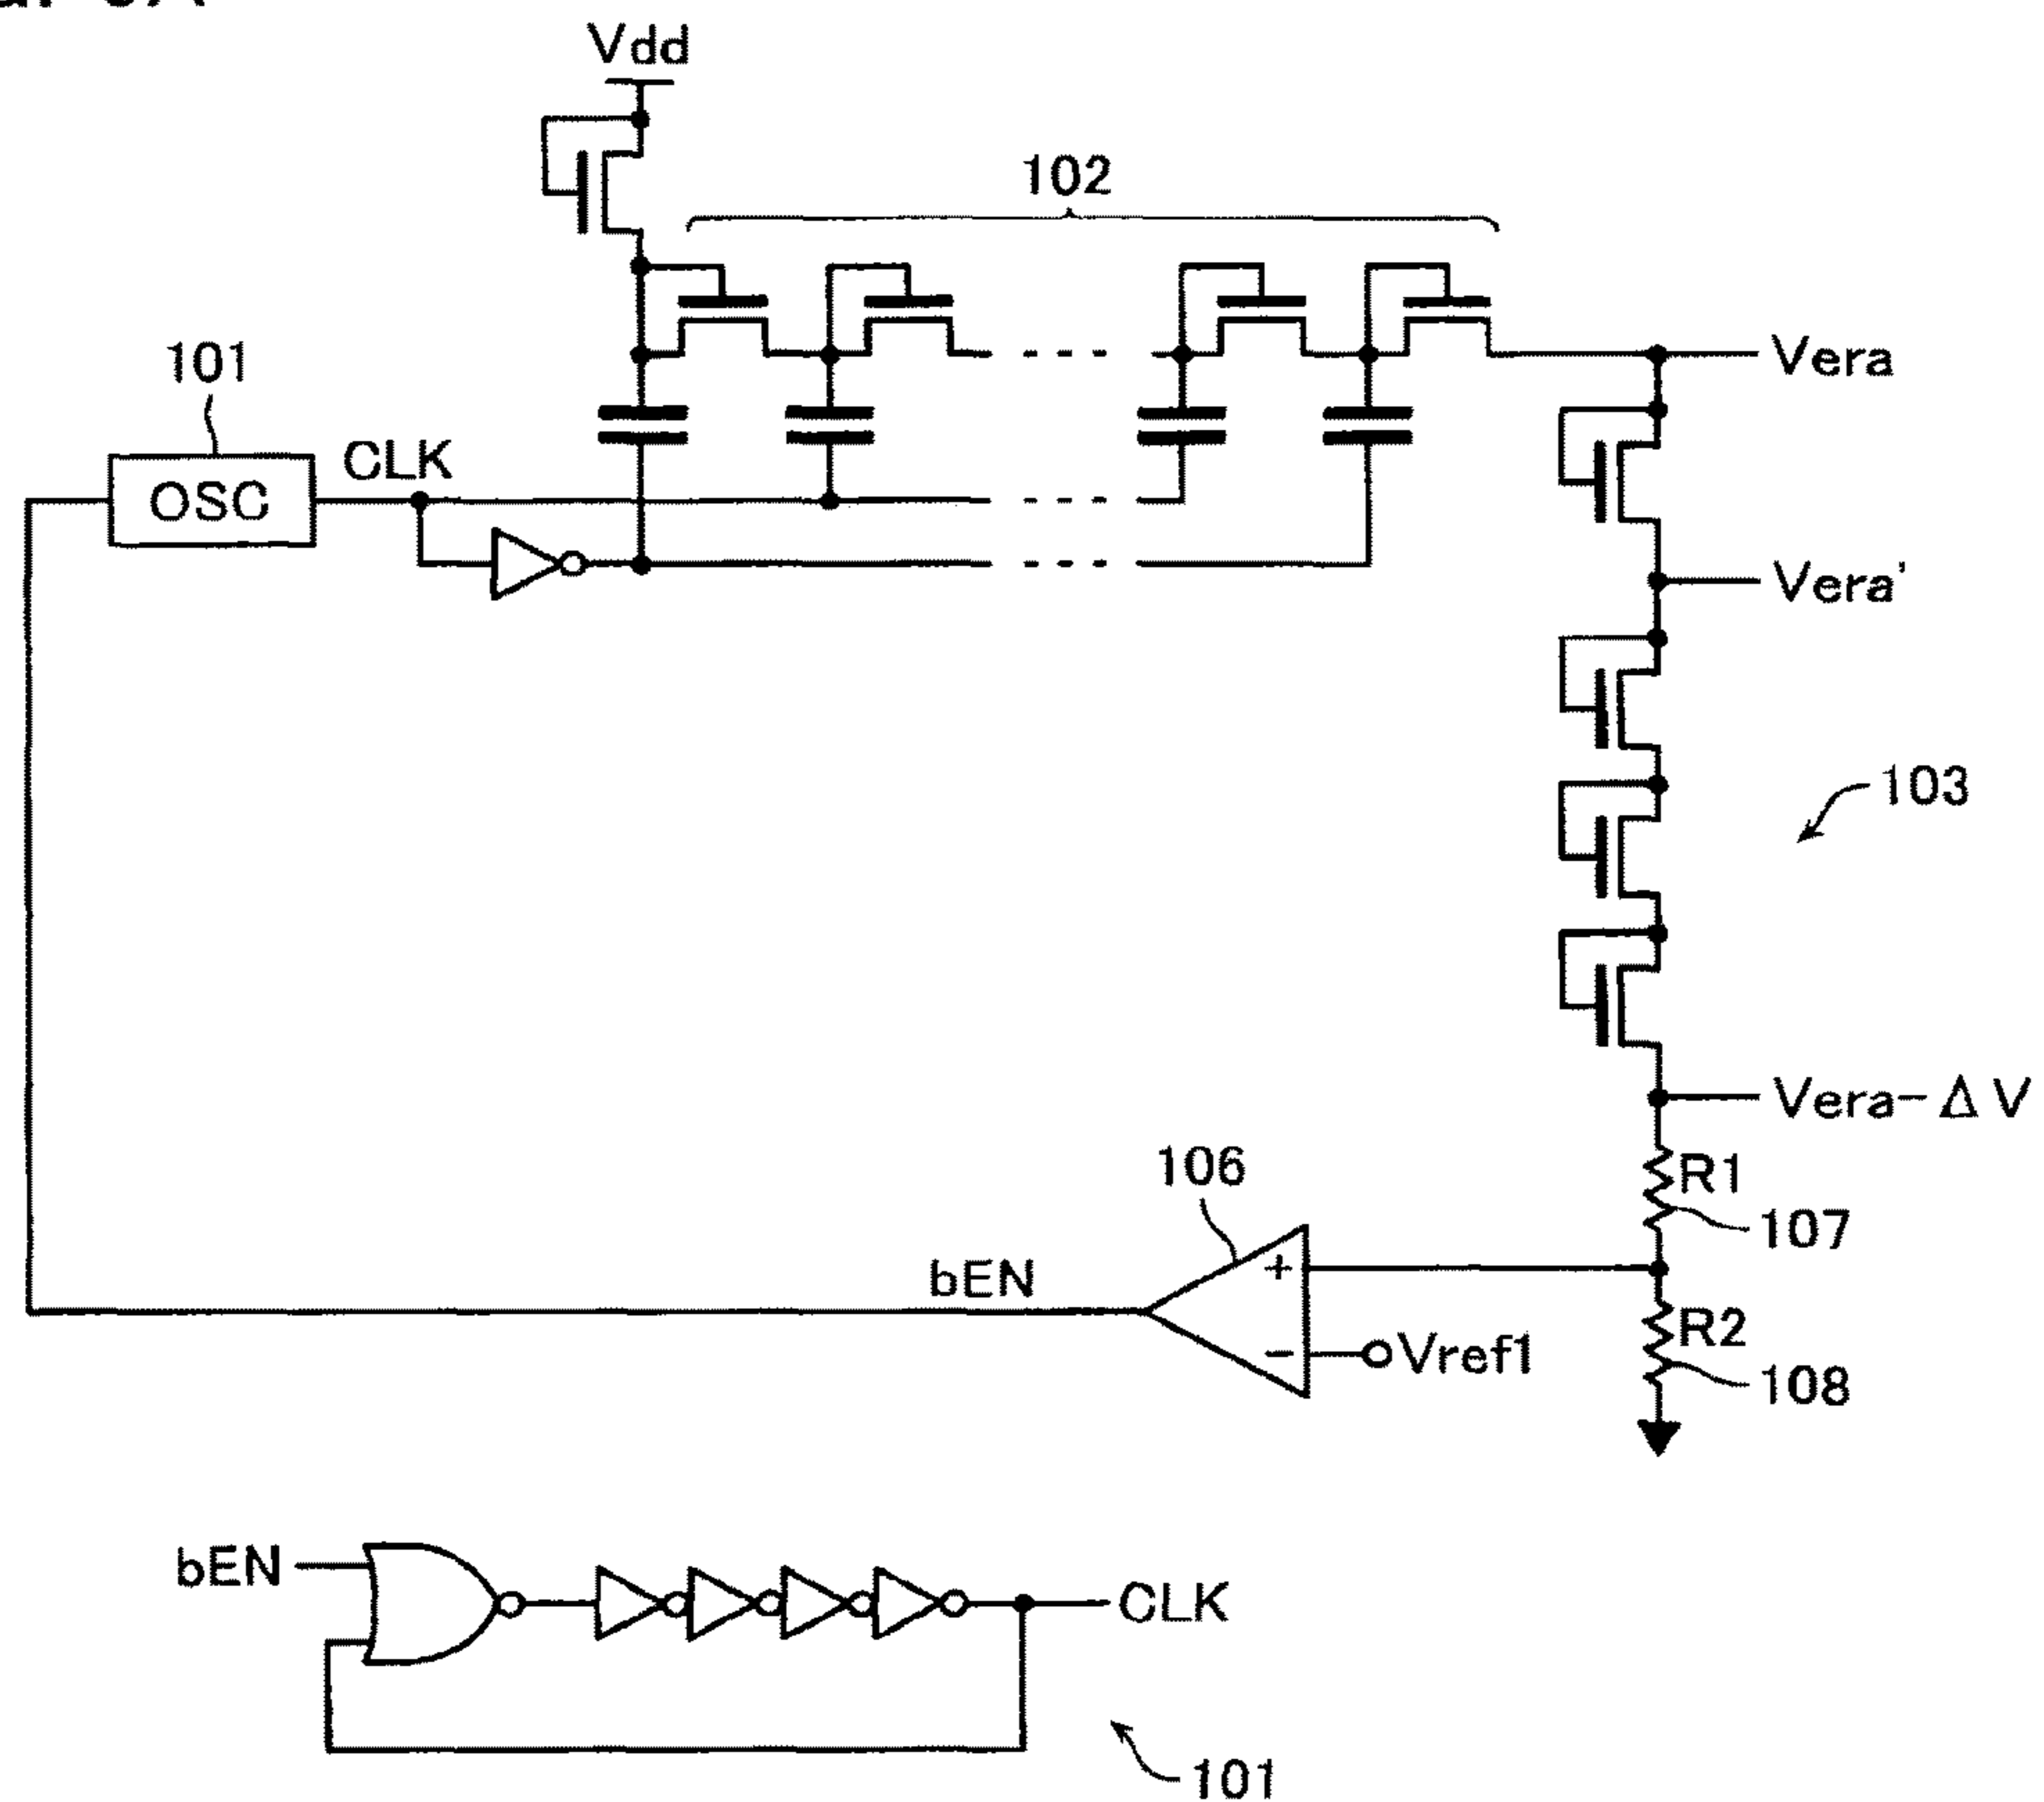 Vdd
102
101
CLK
OSC
Vera
Vera'
103
Vera-ΔV
106
R1
107
bEN
+
-
Vref1
R2
108
bEN
CLK
101